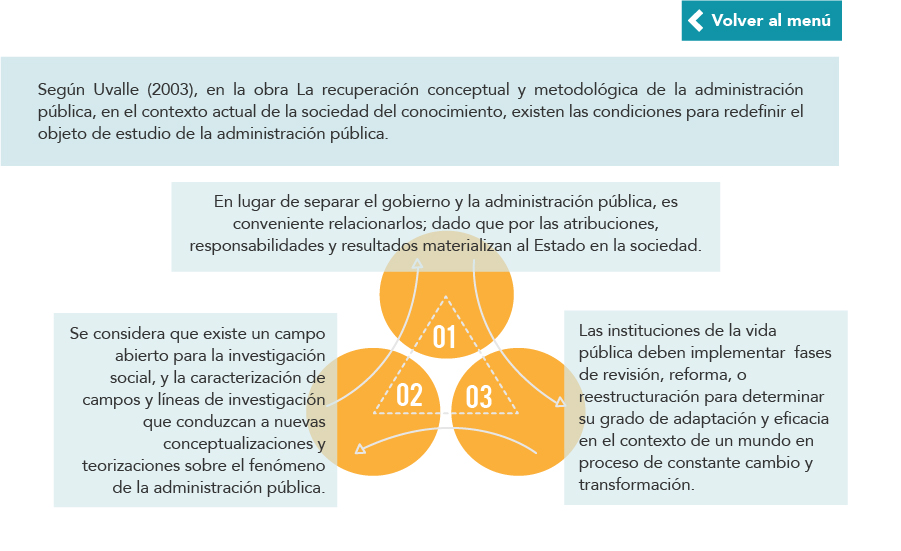 Volver al menú
Según Uvalle (2003), en la obra La recuperación conceptual y metodológica de la administración
pública, en el contexto actual de la sociedad del conocimiento, existen las condiciones para redefinir el
objeto de estudio de la administración pública.
En lugar de separar el gobierno y la administración pública, es
conveniente relacionarlos; dado que por las atribuciones,
responsabilidades y resultados materializan al Estado en la sociedad.
01
Se considera que existe un campo
abierto para la investigación
social, y la caracterización de
campos y líneas de investigación
que conduzcan a nuevas
conceptualizaciones y
teorizaciones sobre el fenómeno
de la administración pública.
02
03
Las instituciones de la vida
pública deben implementar fases
de revisión, reforma, o
reestructuración para determinar
su grado de adaptación y eficacia
en el contexto de un mundo en
proceso de constante cambio y
transformación.